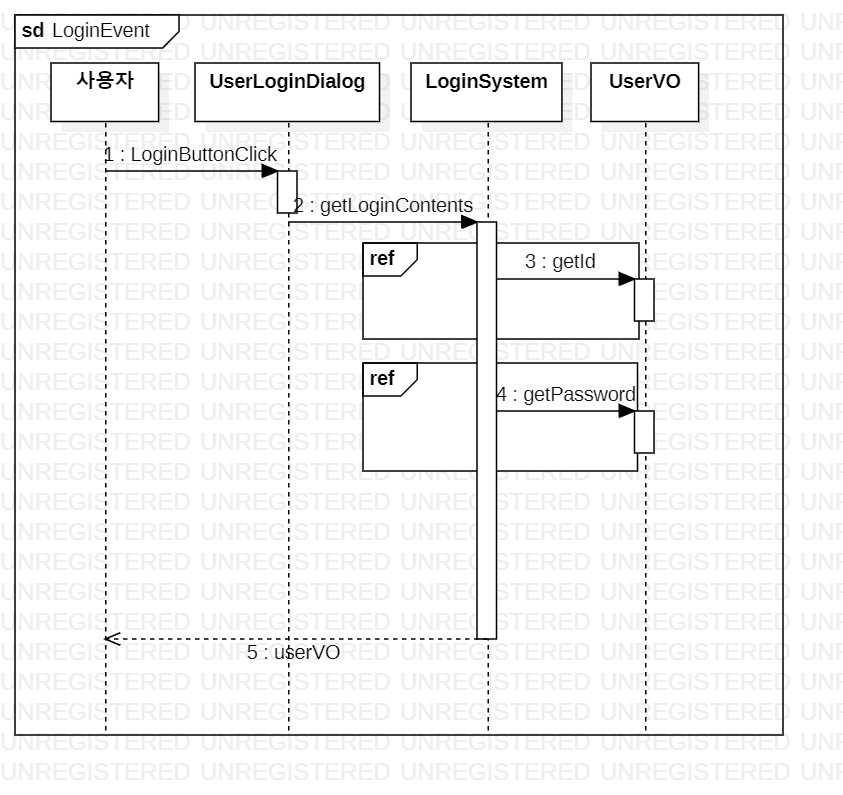 sd LoginEvent
사용자
UserLoginDialog
LoginSystem
UserVO
1 : LoginButtonClick
2 : getLoginContents
ref
3 : getId
ref
4 : getPassword
5 : userVO
UNREGISTERED